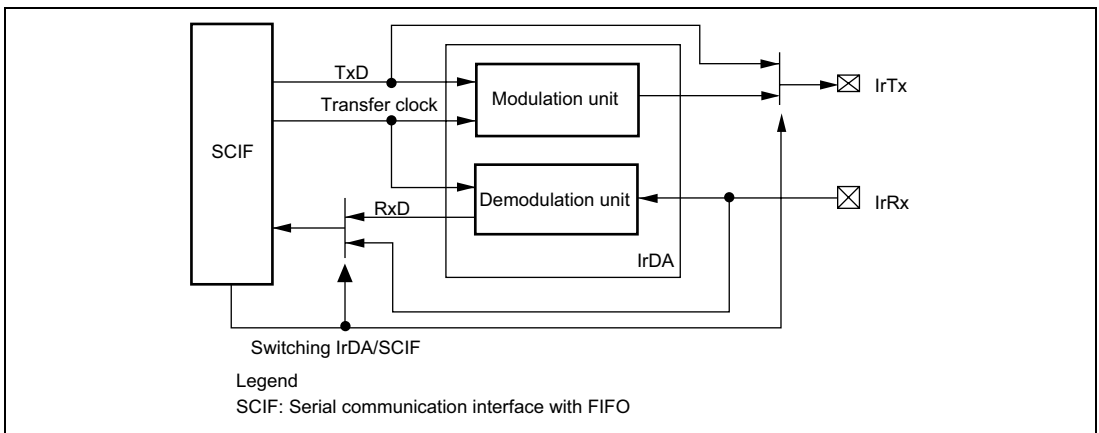 TxD
Transfer clock
Modulation unit
IrTx
SCIF
Demodulation unit
RxD
IrRx
IrDA
Switching IrDA/SCIF
Legend
SCIF: Serial communication interface with FIFO